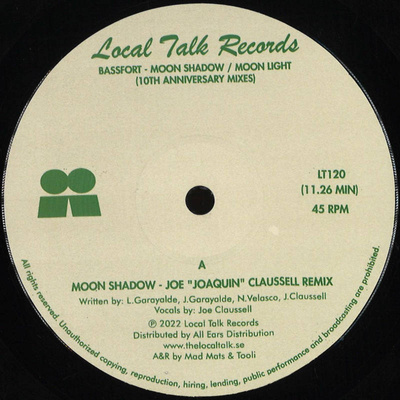 Local Talk Records
BASSFORT - MOON SHADOW / MOON LIGHT
(10TH ANNIVERSARY MIXES)
LT120
(11.26 MIN)
45 RPM
A
MOON SHADOW - JOE "JOAQUIN" CLAUSSELL REMIX
Written by: L.Garayalde, J.Garayalde, N.Velasco, J.Claussell
Vocals by: Joe Claussell
℗ 2022 Local Talk Records
Distributed by All Ears Distribution
www.thelocaltalk.se
A&R by Mad Mats & Tooli
All rights reserved. Unauthorized copying, reproduction, hiring, lending, public performance and broadcasting are prohibited.